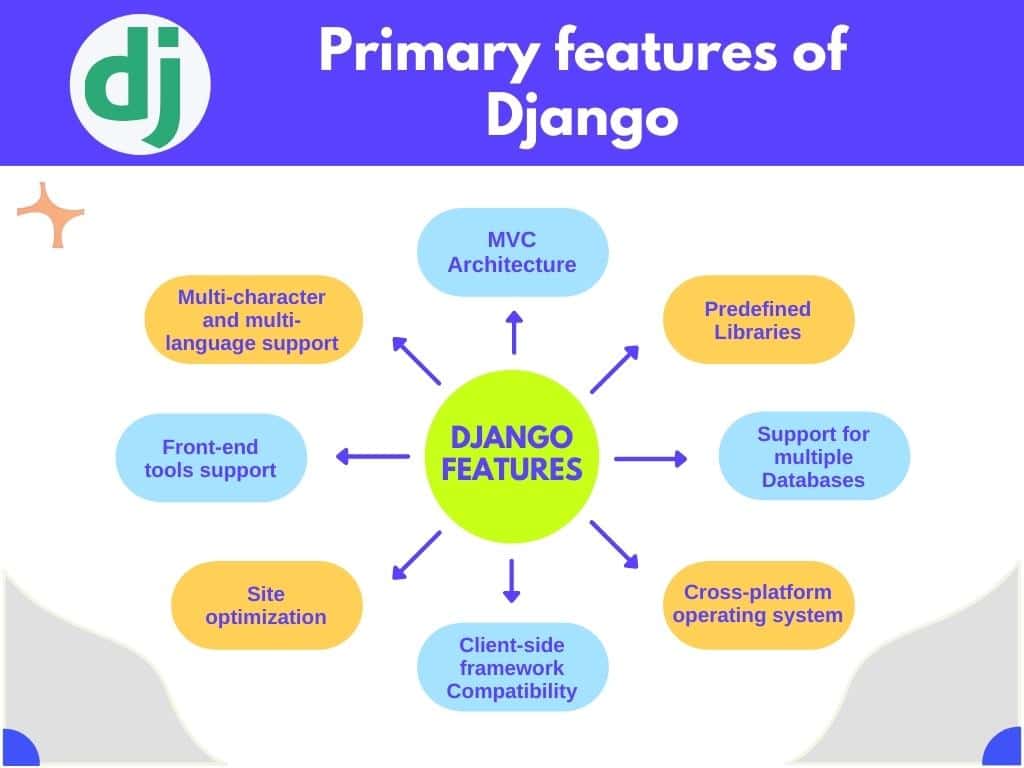 dj
Primary features of
Django
MVC
Architecture
Multi-character
and multi-
language support
Predefined
Libraries
Front-end
tools support
DJANGO
FEATURES
Support for
multiple
Databases
Site
optimization
Cross-platform
operating system
Client-side
framework
Compatibility